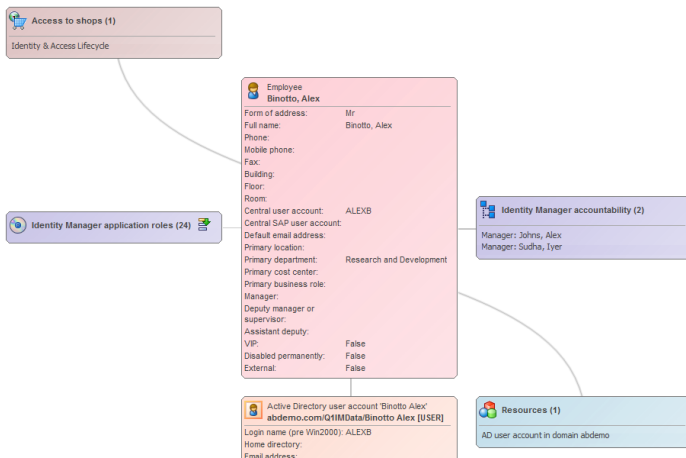 Access to shops (1)
Identity & Access Lifecycle
Employee
Binotto, Alex
Form of address: Mr
Full name: Binotto, Alex
Phone:
Mobile phone:
Fax:
Building:
Floor:
Room:
Central user account: ALEXB
Central SAP user account:
Default email address:
Primary location:
Primary department: Research and Development
Primary cost center:
Primary business role:
Manager:
Deputy manager or
supervisor:
Assistant deputy:
VIP: False
Disabled permanently: False
External: False
Identity Manager application roles (24)
Identity Manager accountability (2)
Manager: Johns, Alex
Manager: Sudha, Iyer
Active Directory user account 'Binotto Alex'
abdemo.com/Q1IMData/Binotto Alex [USER]
Login name (pre Win2000): ALEXB
Home directory:
Email address:
Resources (1)
AD user account in domain abdemo